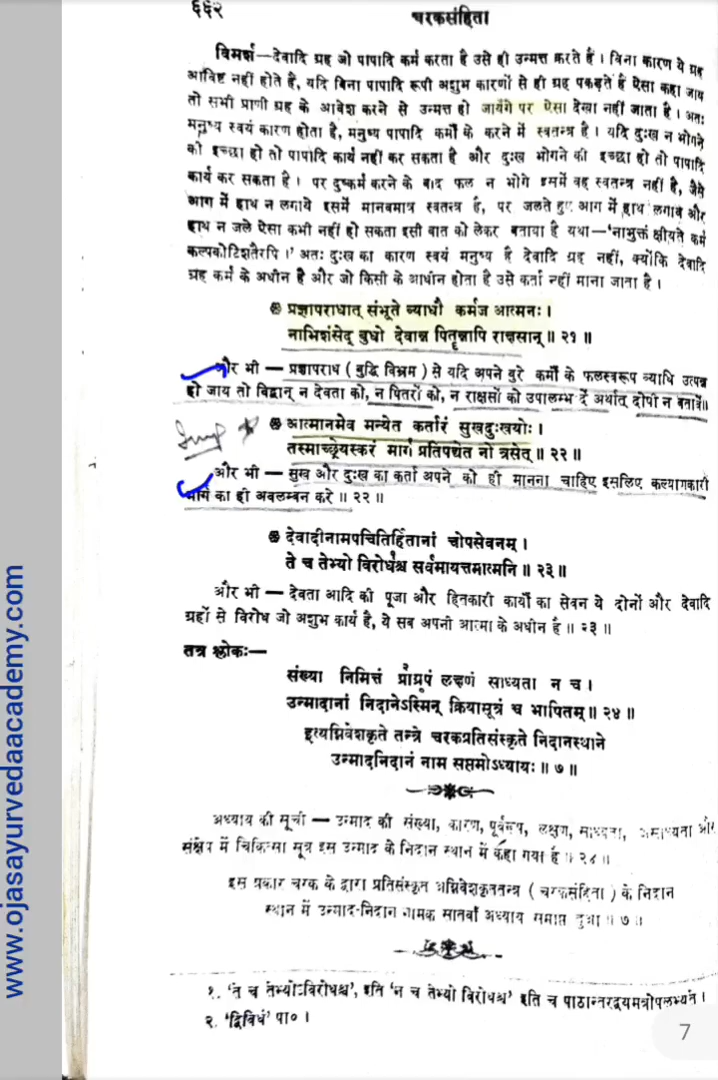 ६६२
चरकसंहिता
विमर्श—देवादि ग्रह जो पापादि कर्म करता है उसे ही उन्मत्त करते हैं। बिना कारण ये ग्रह
आविष्ट नहीं होते हैं, यदि बिना पापादि रूपी अशुभ कारणों से ही ग्रह पकड़ते हैं ऐसा कहा जाय
तो सभी प्राणी ग्रह के आवेश करने से उन्मत्त हो जायेंगे पर ऐसा देखा नहीं जाता है। अतः
मनुष्य स्वयं कारण होता है, मनुष्य पापादि कर्मों के करने में स्वतन्त्र है। यदि दुःख न भोगने
की इच्छा हो तो पापादि कार्य नहीं कर सकता है और दुःख भोगने की इच्छा हो तो पापादि
कार्य कर सकता है। पर दुष्कर्म करने के बाद फल न भोगे इसमें वह स्वतन्त्र नहीं है, जैसे
आग में हाथ न लगाये इसमें मानवमात्र स्वतन्त्र है, पर जलते हुए आग में हाथ लगावे और
हाथ न जले ऐसा कभी नहीं हो सकता इसी बात को लेकर बताया है यथा—'नाभुक्तं क्षीयते कर्म
कल्पकोटिशतैरपि।' अतः दुःख का कारण स्वयं मनुष्य है देवादि ग्रह नहीं, क्योंकि देवादि
ग्रह कर्म के अधीन है और जो किसी के आधीन होता है उसे कर्ता नहीं माना जाता है।
प्रज्ञापराधात् संभूते व्याधौ कर्मज आत्मनः।
नाभिशंसेद् बुधो देवान्न पितॄन्नापि राक्षसान्॥ २१॥
और भी — प्रज्ञापराध ( बुद्धि विभ्रम ) से यदि अपने बुरे कर्मों के फलस्वरूप व्याधि उत्पन्न
हो जाय तो विद्वान् न देवता को, न पितरों को, न राक्षसों को उपालम्भ दें अर्थात् दोषी न बतावें॥
Imp
आत्मानमेव मन्येत कर्तारं सुखदुःखयोः।
तस्माच्छ्रेयस्करं मार्गं प्रतिपद्येत नो त्रसेत्॥ २२॥
और भी — सुख और दुःख का कर्ता अपने को ही मानना चाहिए इसलिए कल्याणकारी
मार्ग का ही अवलम्बन करे॥ २२॥
देवादीनामपचितिर्हितानां चोपसेवनम्।
ते च तेभ्यो विरोधश्च सर्वमायत्तमात्मनि॥ २३॥
और भी — देवता आदि की पूजा और हितकारी कार्यों का सेवन ये दोनों और देवादि
ग्रहों से विरोध जो अशुभ कार्य है, ये सब अपनी आत्मा के अधीन है॥ २३॥
तत्र श्लोकः—
संख्या निमित्तं प्राग्रूपं लक्षणं साध्यता न च।
उन्मादानां निदानेऽस्मिन् क्रियासूत्रं च भाषितम्॥ २४॥
इत्यग्निवेशकृते तन्त्रे चरकप्रतिसंस्कृते निदानस्थाने
उन्मादनिदानं नाम सप्तमोऽध्यायः॥ ७॥
अध्याय की सूची — उन्माद की संख्या, कारण, पूर्वरूप, लक्षण, साध्यता, असाध्यता और
संक्षेप में चिकित्सा सूत्र इस उन्माद के निदान स्थान में कहा गया है॥ २४॥
इस प्रकार चरक के द्वारा प्रतिसंस्कृत अग्निवेशकृततन्त्र ( चरकसंहिता ) के निदान
स्थान में उन्माद-निदान नामक सातवाँ अध्याय समाप्त हुआ॥ ७॥
१. 'ते च तेभ्योऽविरोधश्च', इति 'न च तेभ्यो विरोधश्च' इति च पाठान्तरद्वयमत्रोपलभ्यते।
२. 'द्विविधं' पा०।
7
www.ojasayurvedaacademy.com